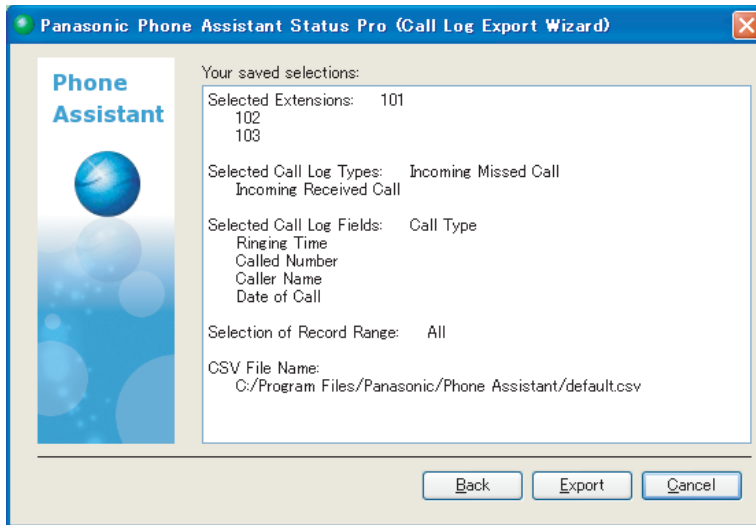 Panasonic Phone Assistant Status Pro (Call Log Export Wizard)
Phone
Assistant
Your saved selections:
Selected Extensions: 101
102
103
Selected Call Log Types: Incoming Missed Call
Incoming Received Call
Selected Call Log Fields: Call Type
Ringing Time
Called Number
Caller Name
Date of Call
Selection of Record Range: All
CSV File Name:
C:/Program Files/Panasonic/Phone Assistant/default.csv
Back Export Cancel